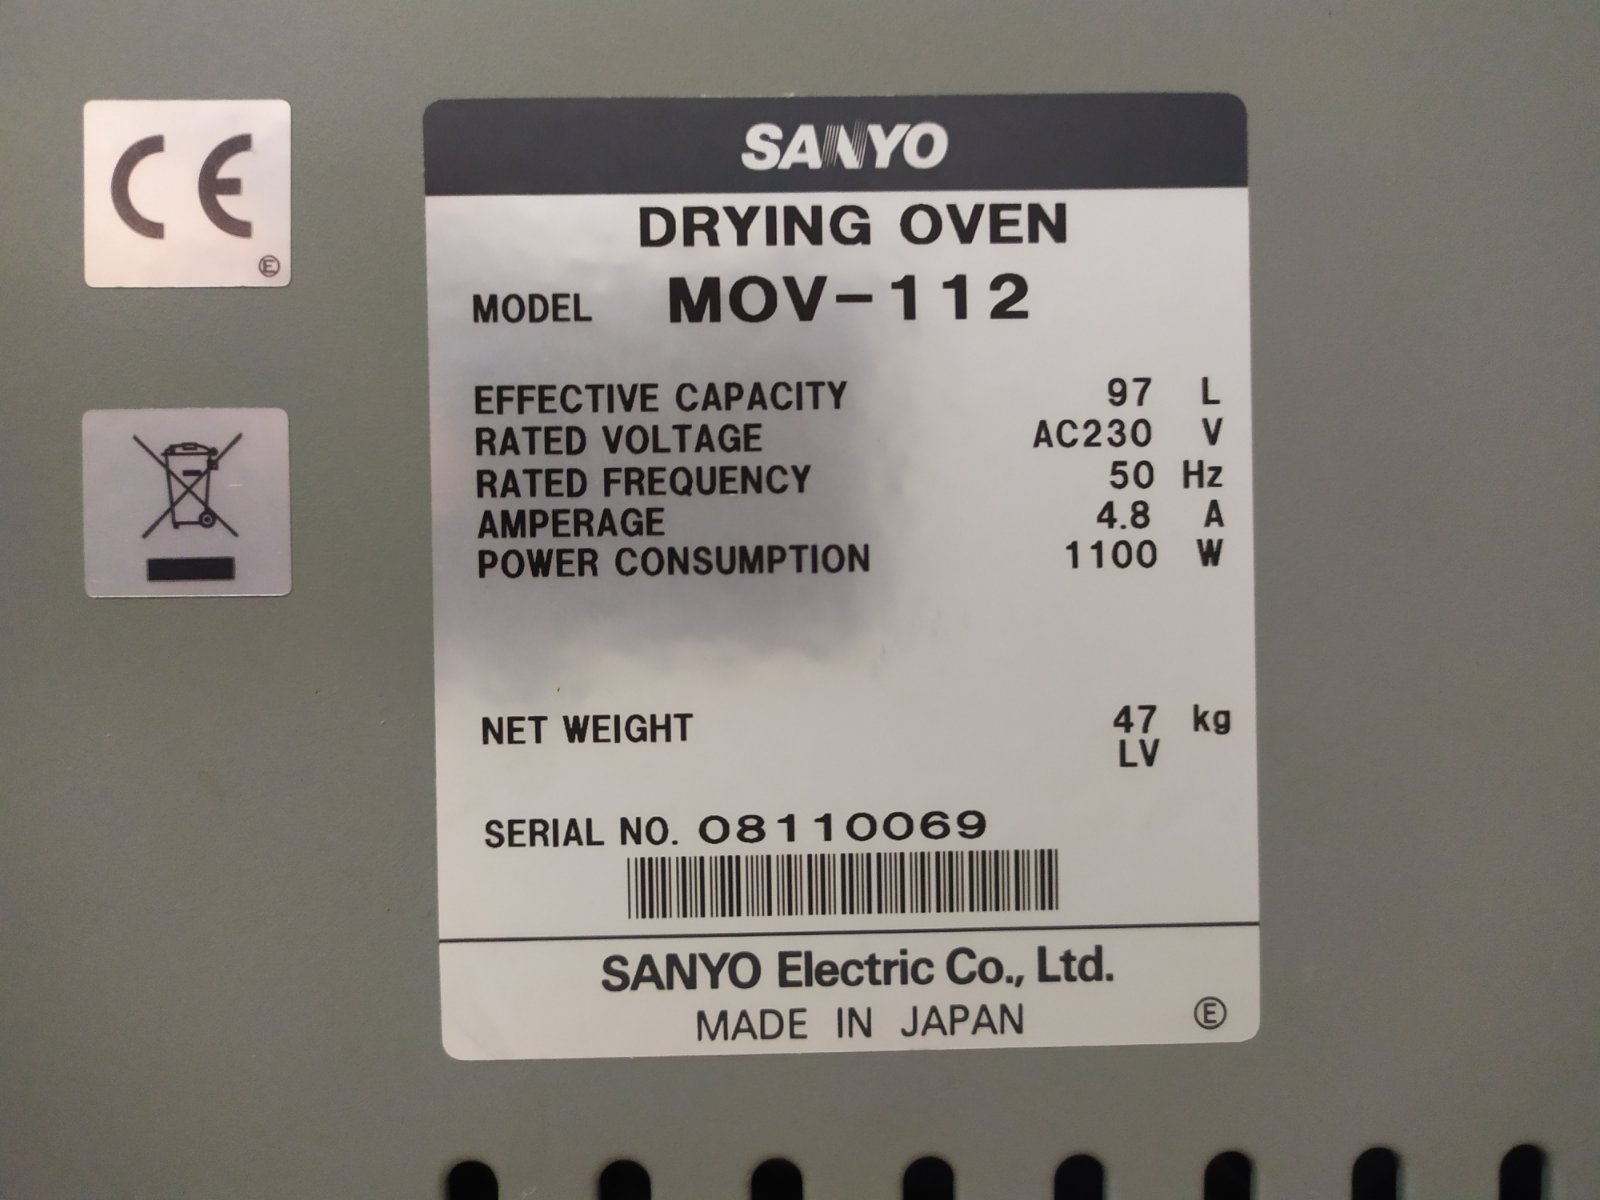 CE
E
SANYO
DRYING OVEN
MODEL MOV-112
EFFECTIVE CAPACITY 97 L
RATED VOLTAGE AC230 V
RATED FREQUENCY 50 Hz
AMPERAGE 4.8 A
POWER CONSUMPTION 1100 W
NET WEIGHT 47 kg
LV
SERIAL NO. 08110069
SANYO Electric Co., Ltd.
MADE IN JAPAN
E